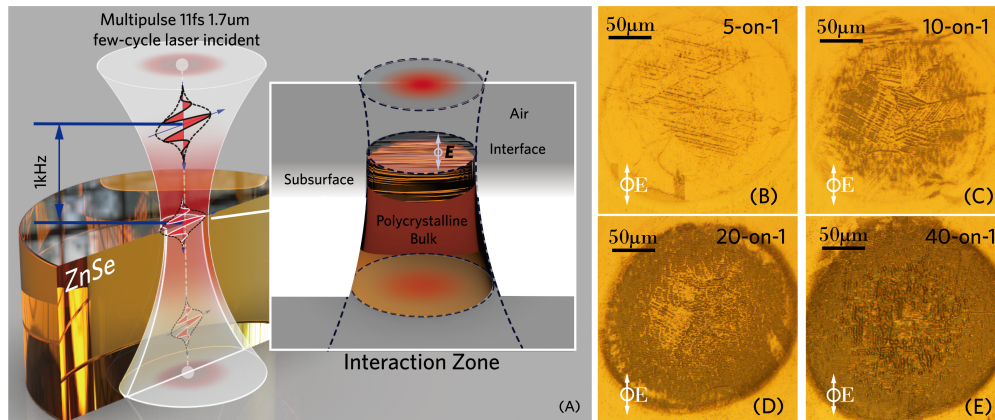 Multipulse 11fs 1.7um
few-cycle laser incident
1kHz
ZnSe
Air
E
Interface
Subsurface
Polycrystalline
Bulk
Interaction Zone
(A)
50μm
5-on-1
E
(B)
50μm
10-on-1
E
(C)
50μm
20-on-1
E
(D)
50μm
40-on-1
E
(E)